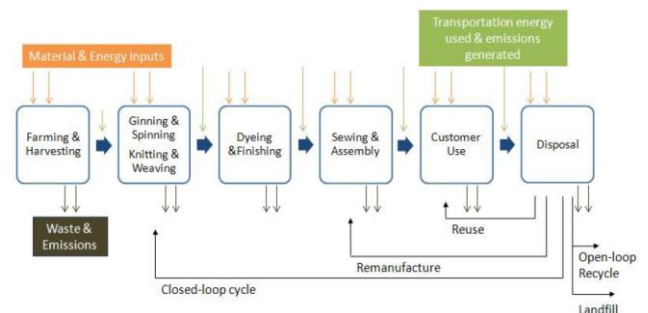 Transportation energy
used & emissions
generated
Material & Energy Inputs
Farming &
Harvesting
Ginning &
Spinning
Knitting &
Weaving
Dyeing
&Finishing
Sewing &
Assembly
Customer
Use
Disposal
Waste &
Emissions
Reuse
Remanufacture
Closed-loop cycle
Open-loop
Recycle
Landfill